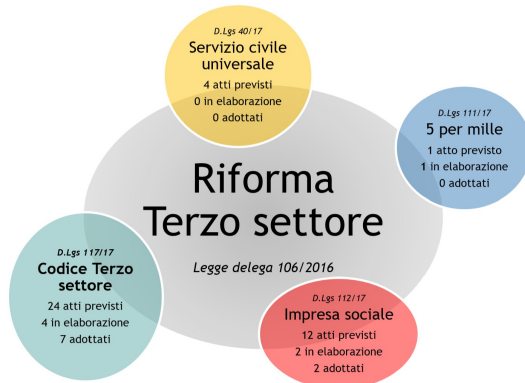 D.Lgs 40/17
Servizio civile
universale
4 atti previsti
0 in elaborazione
0 adottati
D.Lgs 111/17
5 per mille
1 atto previsto
1 in elaborazione
0 adottati
Riforma
Terzo settore
Legge delega 106/2016
D.Lgs 117/17
Codice Terzo
settore
24 atti previsti
4 in elaborazione
7 adottati
D.Lgs 112/17
Impresa sociale
12 atti previsti
2 in elaborazione
2 adottati